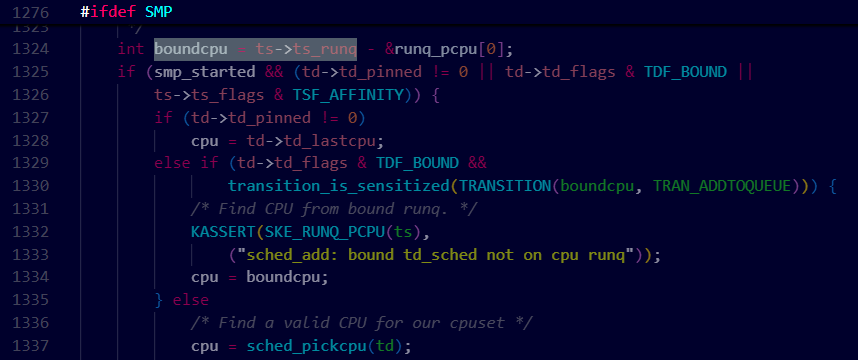 1276 #ifdef SMP
1323 */
1324 int boundcpu = ts->ts_runq - &runq_pcpu[0];
1325 if (smp_started && (td->td_pinned != 0 || td->td_flags & TDF_BOUND ||
1326 ts->ts_flags & TSF_AFFINITY)) {
1327 if (td->td_pinned != 0)
1328 cpu = td->td_lastcpu;
1329 else if (td->td_flags & TDF_BOUND &&
1330 transition_is_sensitized(TRANSITION(boundcpu, TRAN_ADDTOQUEUE))) {
1331 /* Find CPU from bound runq. */
1332 KASSERT(SKE_RUNQ_PCPU(ts),
1333 ("sched_add: bound td_sched not on cpu runq"));
1334 cpu = boundcpu;
1335 } else
1336 /* Find a valid CPU for our cpuset */
1337 cpu = sched_pickcpu(td);